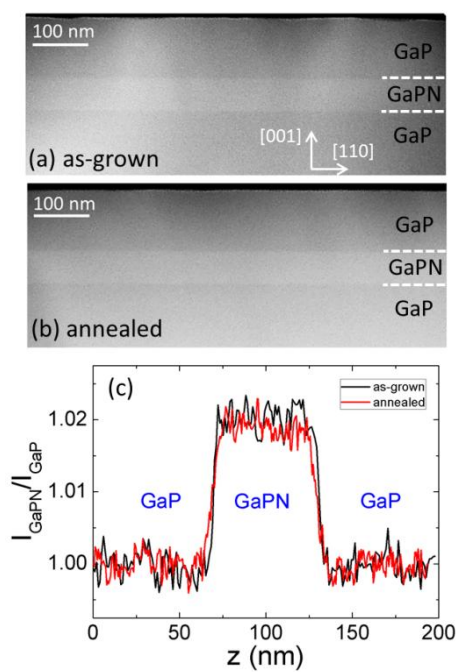 100 nm
GaP
GaPN
GaP
(a) as-grown
[001]
[110]
100 nm
GaP
GaPN
GaP
(b) annealed
(c)
as-grown
annealed
I_GaPN/I_GaP
1.02
1.01
1.00
GaP GaPN GaP
0 50 100 150 200
z (nm)